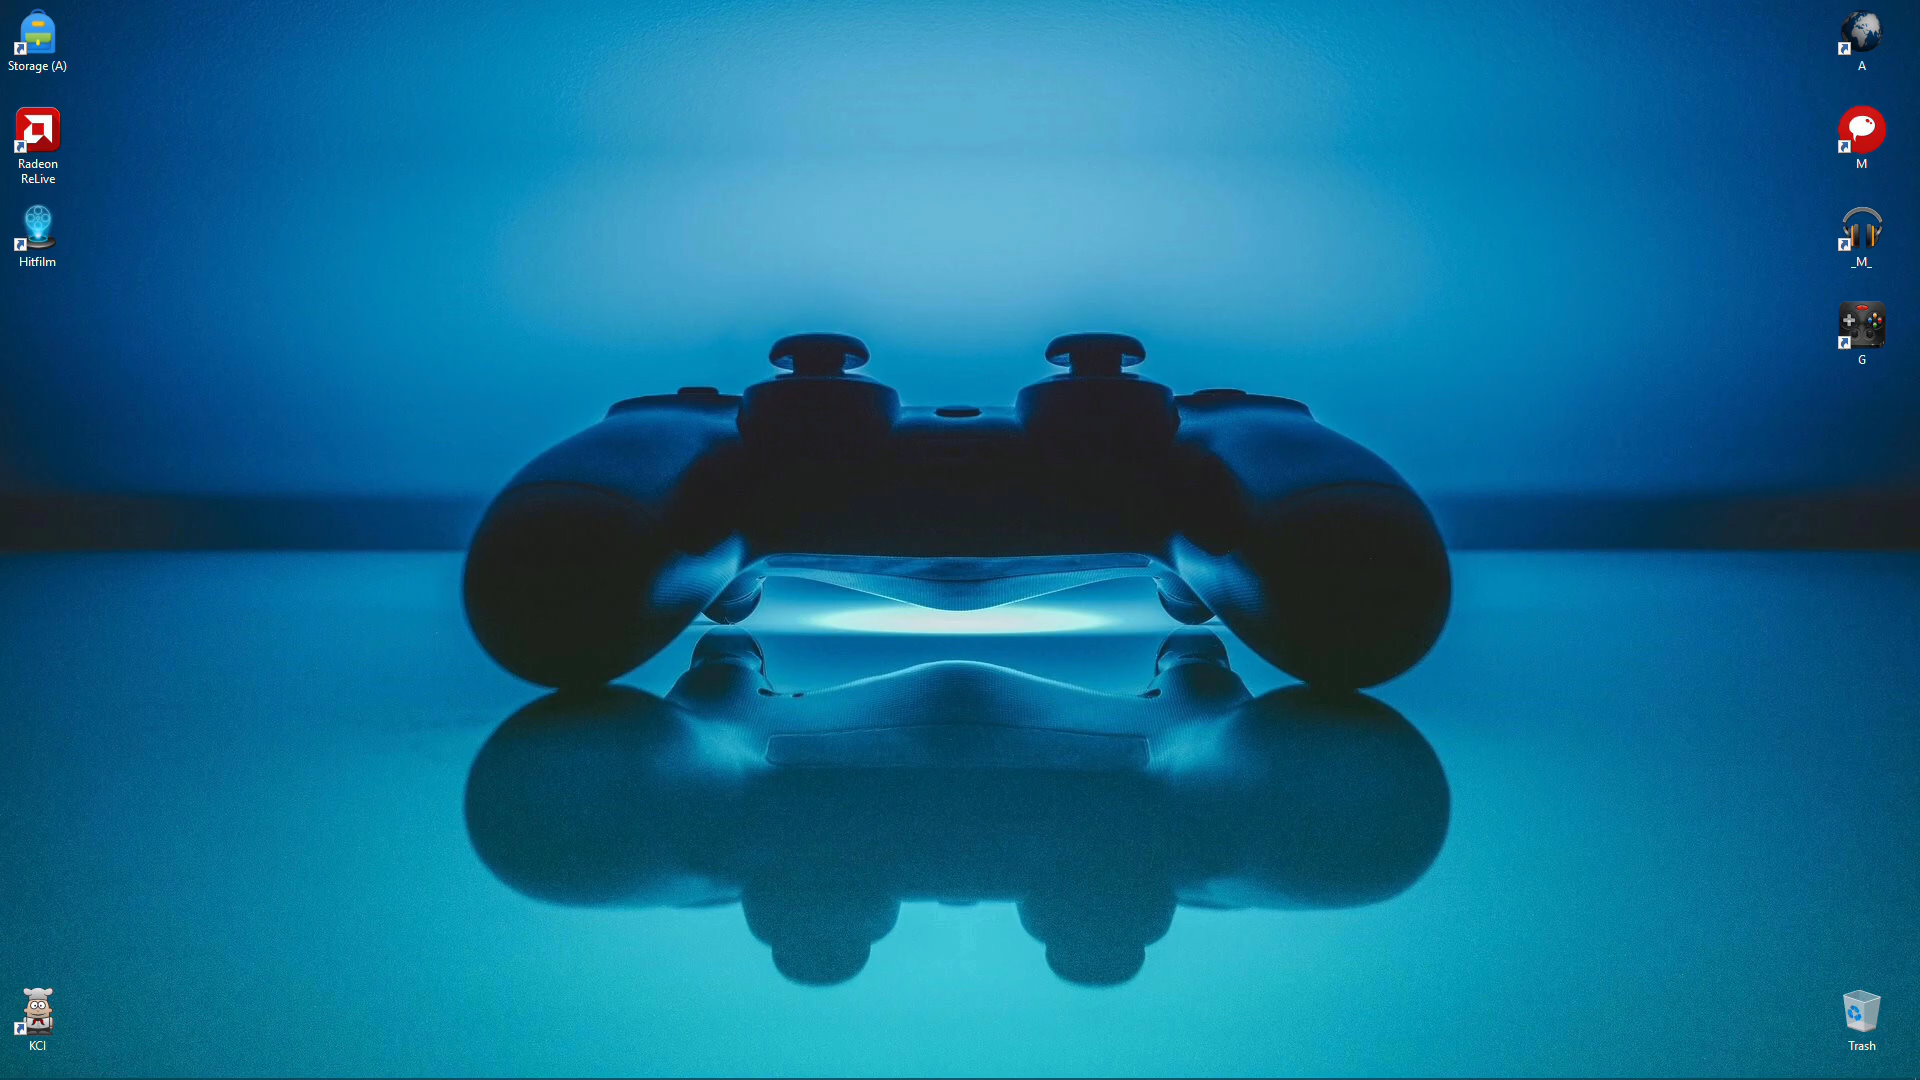 Storage (A)
Radeon
ReLive
Hitfilm
KCI
A
M
_M_
G
Trash